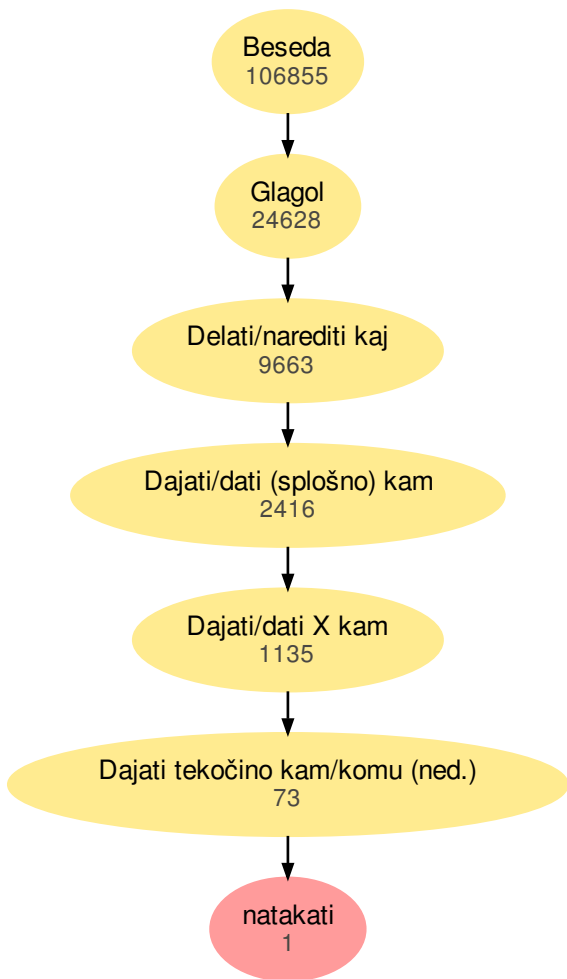 Beseda
106855
Glagol
24628
Delati/narediti kaj
9663
Dajati/dati (splošno) kam
2416
Dajati/dati X kam
1135
Dajati tekočino kam/komu (ned.)
73
natakati
1